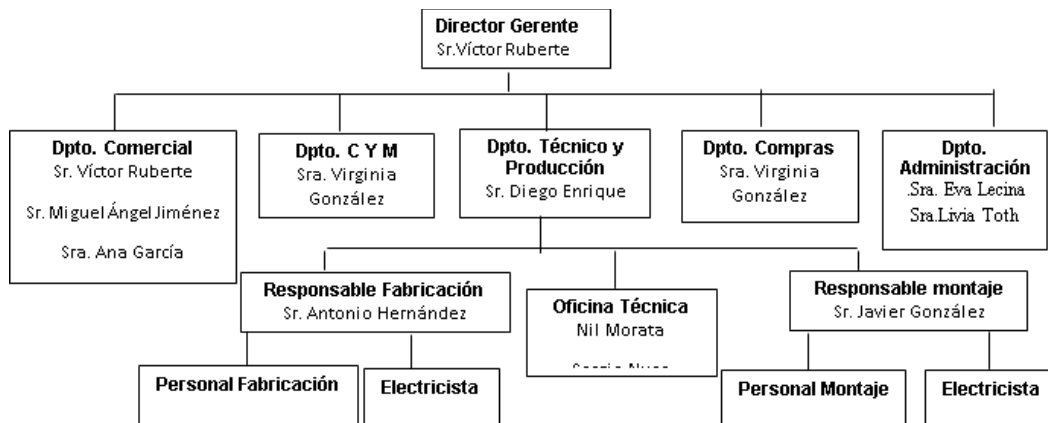 Director Gerente
Sr.Víctor Ruberte
Dpto. Comercial
Sr. Víctor Ruberte
Sr. Miguel Ángel Jiménez
Sra. Ana García
Dpto. C Y M
Sra. Virginia
González
Dpto. Técnico y
Producción
Sr. Diego Enrique
Dpto. Compras
Sra. Virginia
González
Dpto.
Administración
.Sra. Eva Lecina
Sra.Livia Toth
Responsable Fabricación
Sr. Antonio Hernández
Oficina Técnica
Nil Morata
Responsable montaje
Sr. Javier González
Personal Fabricación
Electricista
Personal Montaje
Electricista